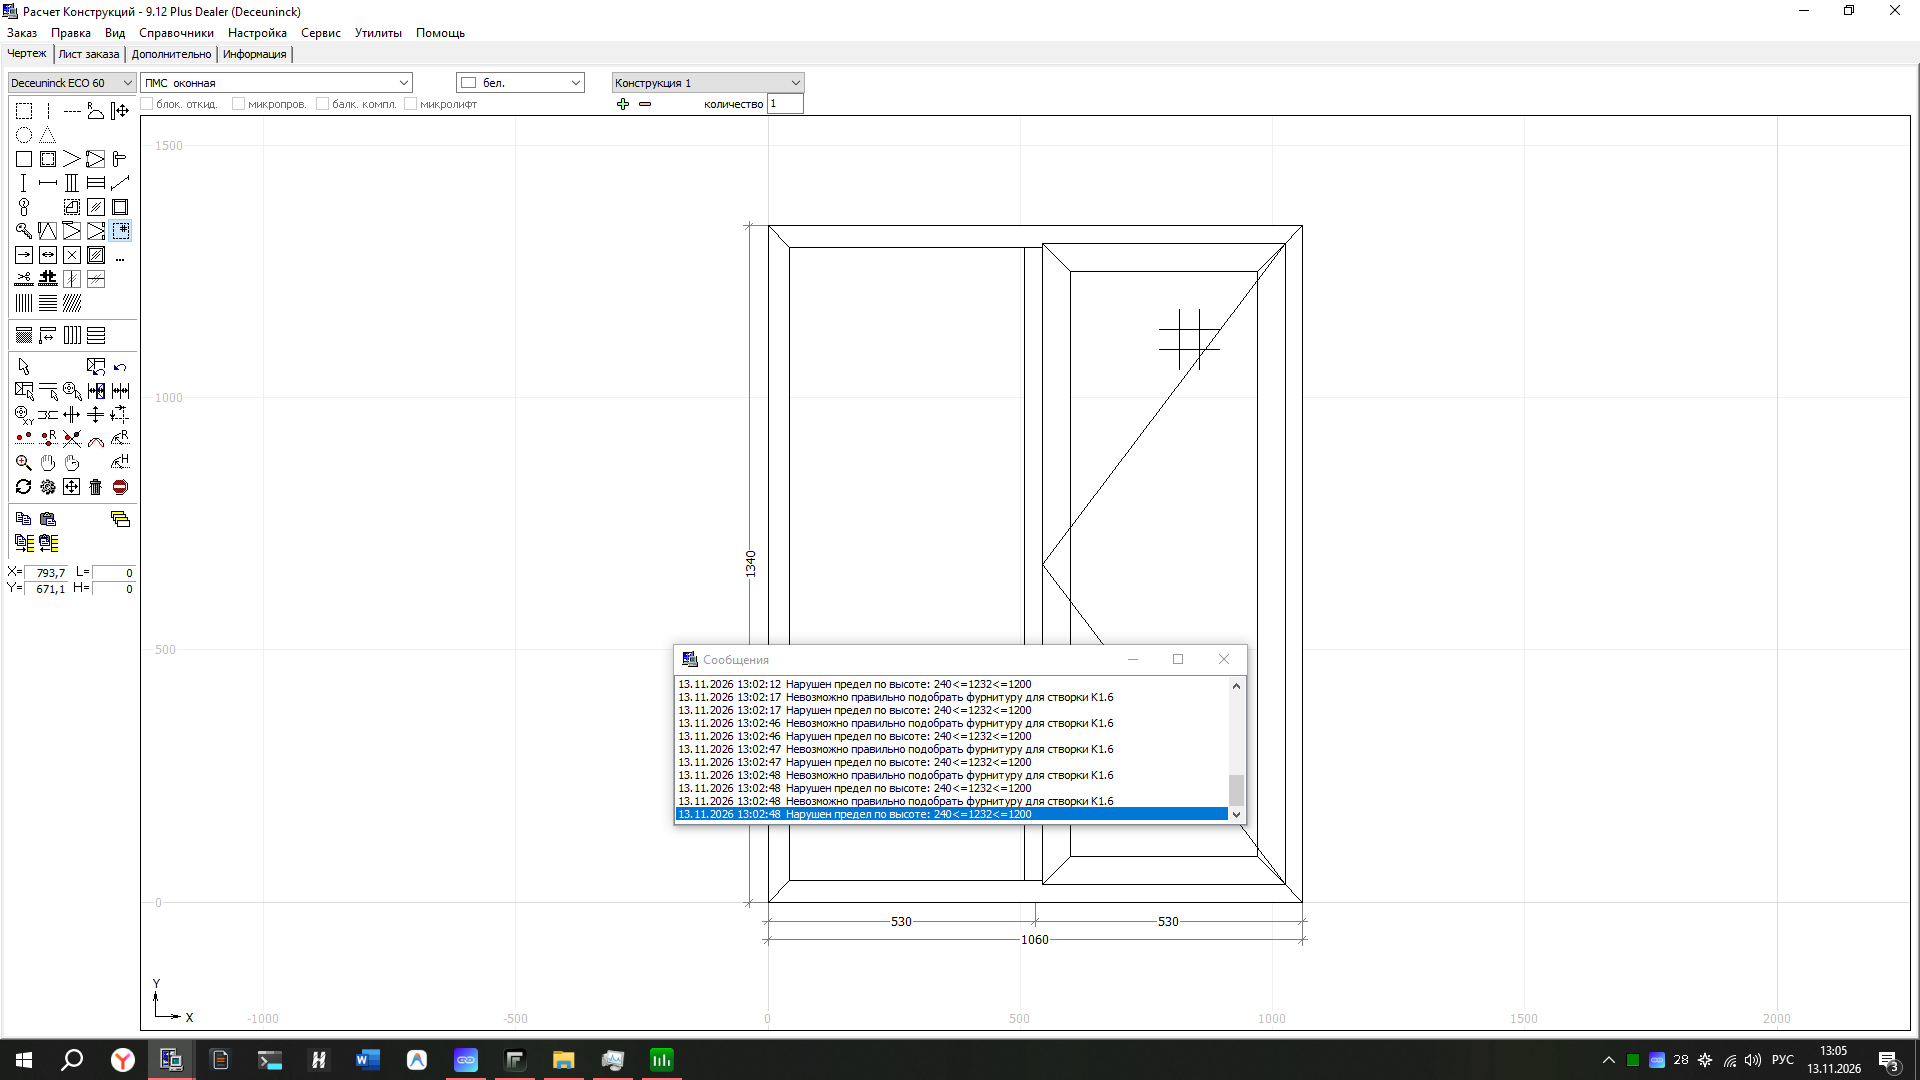 Расчет Конструкций - 9.12 Plus Dealer (Deceuninck)
Заказ Правка Вид Справочники Настройка Сервис Утилиты Помощь
Чертеж Лист заказа Дополнительно Информация
Deceuninck ECO 60 ПМС оконная бел. Конструкция 1
блок. откид. микропров. балк. компл. микролифт количество 1
1500
1000
500
0
1340
X= 793,7 L= 0
Y= 671,1 H= 0
Сообщения
13.11.2026 13:02:12 Нарушен предел по высоте: 240<=1232<=1200
13.11.2026 13:02:17 Невозможно правильно подобрать фурнитуру для створки К1.6
13.11.2026 13:02:17 Нарушен предел по высоте: 240<=1232<=1200
13.11.2026 13:02:46 Невозможно правильно подобрать фурнитуру для створки К1.6
13.11.2026 13:02:46 Нарушен предел по высоте: 240<=1232<=1200
13.11.2026 13:02:47 Невозможно правильно подобрать фурнитуру для створки К1.6
13.11.2026 13:02:47 Нарушен предел по высоте: 240<=1232<=1200
13.11.2026 13:02:48 Невозможно правильно подобрать фурнитуру для створки К1.6
13.11.2026 13:02:48 Нарушен предел по высоте: 240<=1232<=1200
13.11.2026 13:02:48 Невозможно правильно подобрать фурнитуру для створки К1.6
13.11.2026 13:02:48 Нарушен предел по высоте: 240<=1232<=1200
530 530
1060
Y
X
-1000 -500 0 500 1000 1500 2000
28 РУС 13:05
13.11.2026
3